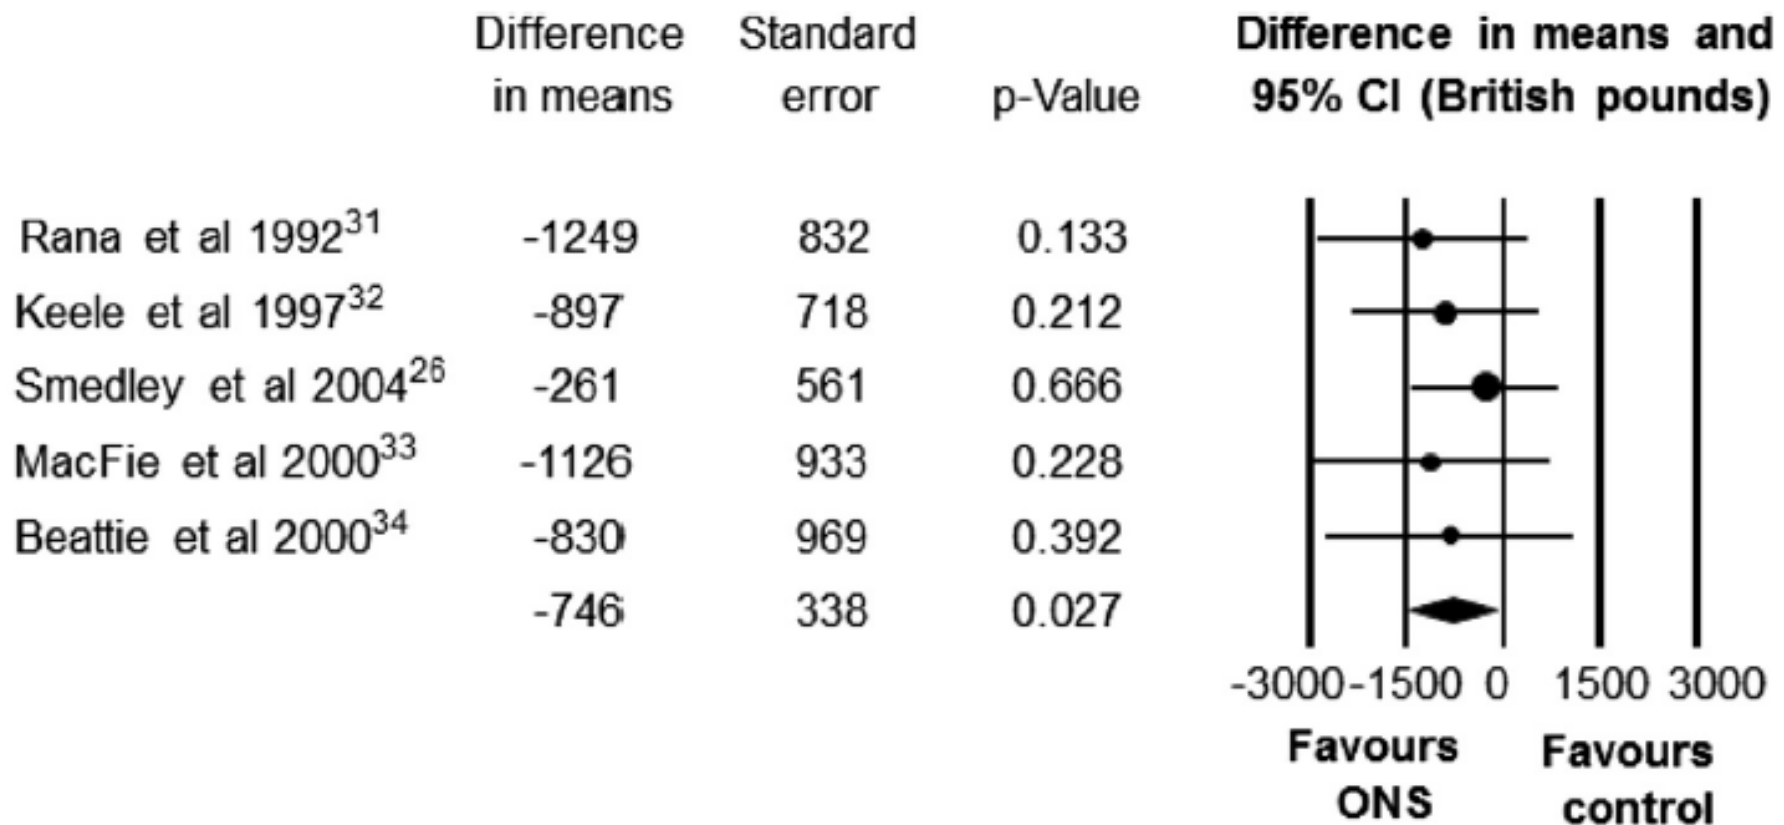 Difference Standard Difference in means and
in means error p-Value 95% CI (British pounds)
Rana et al 1992³¹ -1249 832 0.133
Keele et al 1997³² -897 718 0.212
Smedley et al 2004²⁶ -261 561 0.666
MacFie et al 2000³³ -1126 933 0.228
Beattie et al 2000³⁴ -830 969 0.392
-746 338 0.027
-3000 -1500 0 1500 3000
Favours Favours
ONS control